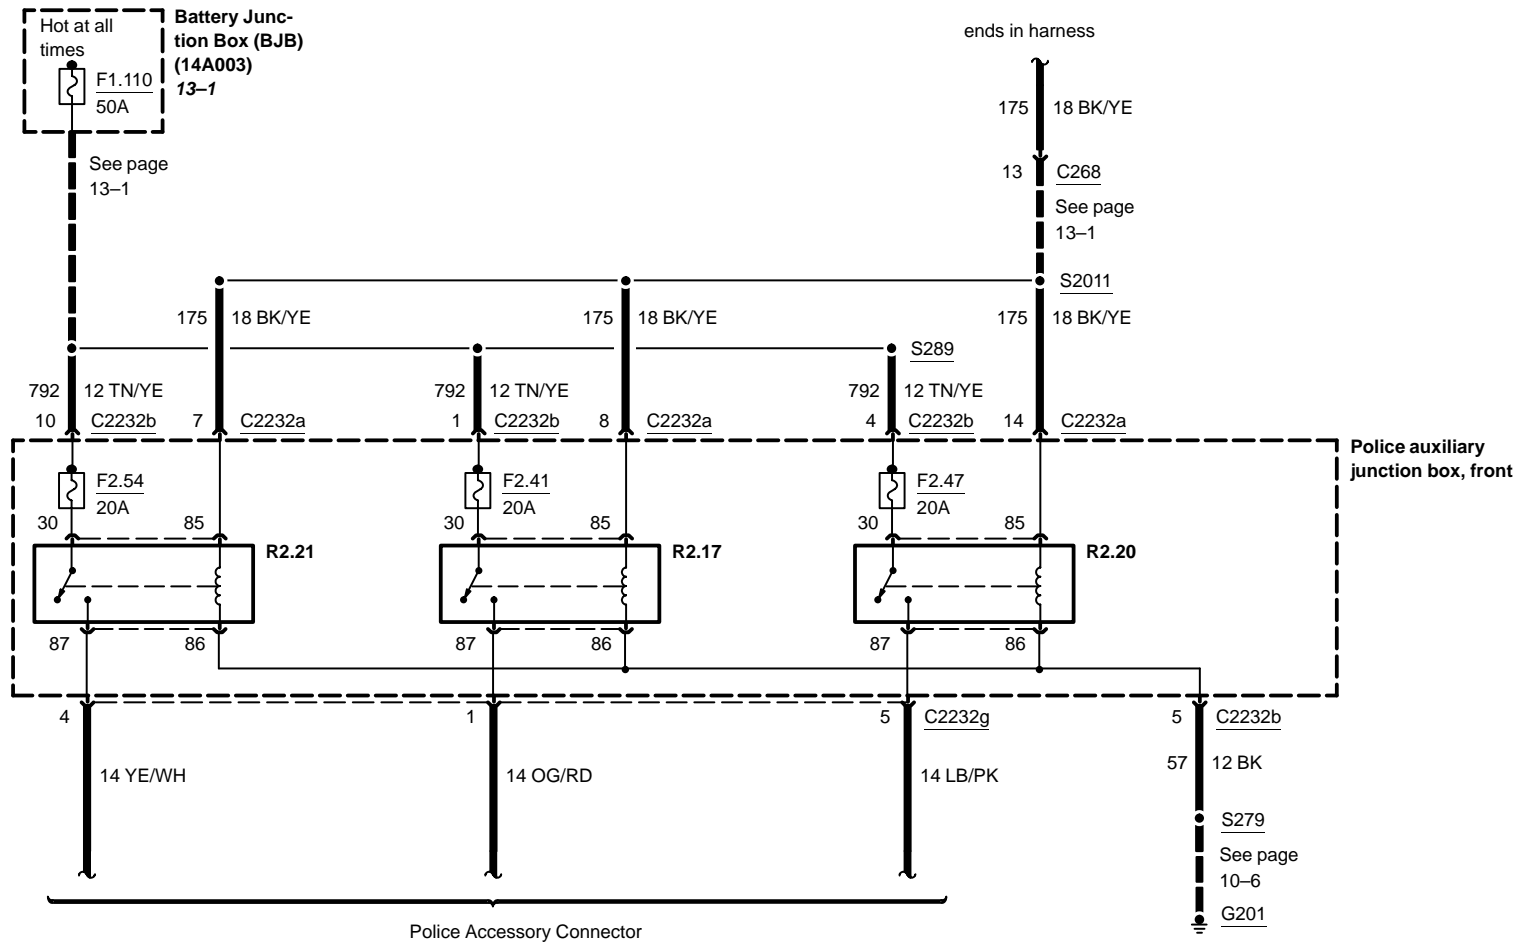 Hot at all
times
F1.110
50A
Battery Junc-
tion Box (BJB)
(14A003)
13–1
See page
13–1
ends in harness
175 18 BK/YE
13 C268
See page
13–1
S2011
175 18 BK/YE
175 18 BK/YE
175 18 BK/YE
S289
792 12 TN/YE
792 12 TN/YE
792 12 TN/YE
10 C2232b
7 C2232a
1 C2232b
8 C2232a
4 C2232b
14 C2232a
Police auxiliary
junction box, front
F2.54
20A
F2.41
20A
F2.47
20A
30 85
30 85
30 85
R2.21
R2.17
R2.20
87 86
87 86
87 86
4
1
5 C2232g
5 C2232b
14 YE/WH
14 OG/RD
14 LB/PK
57 12 BK
S279
See page
10–6
G201
Police Accessory Connector